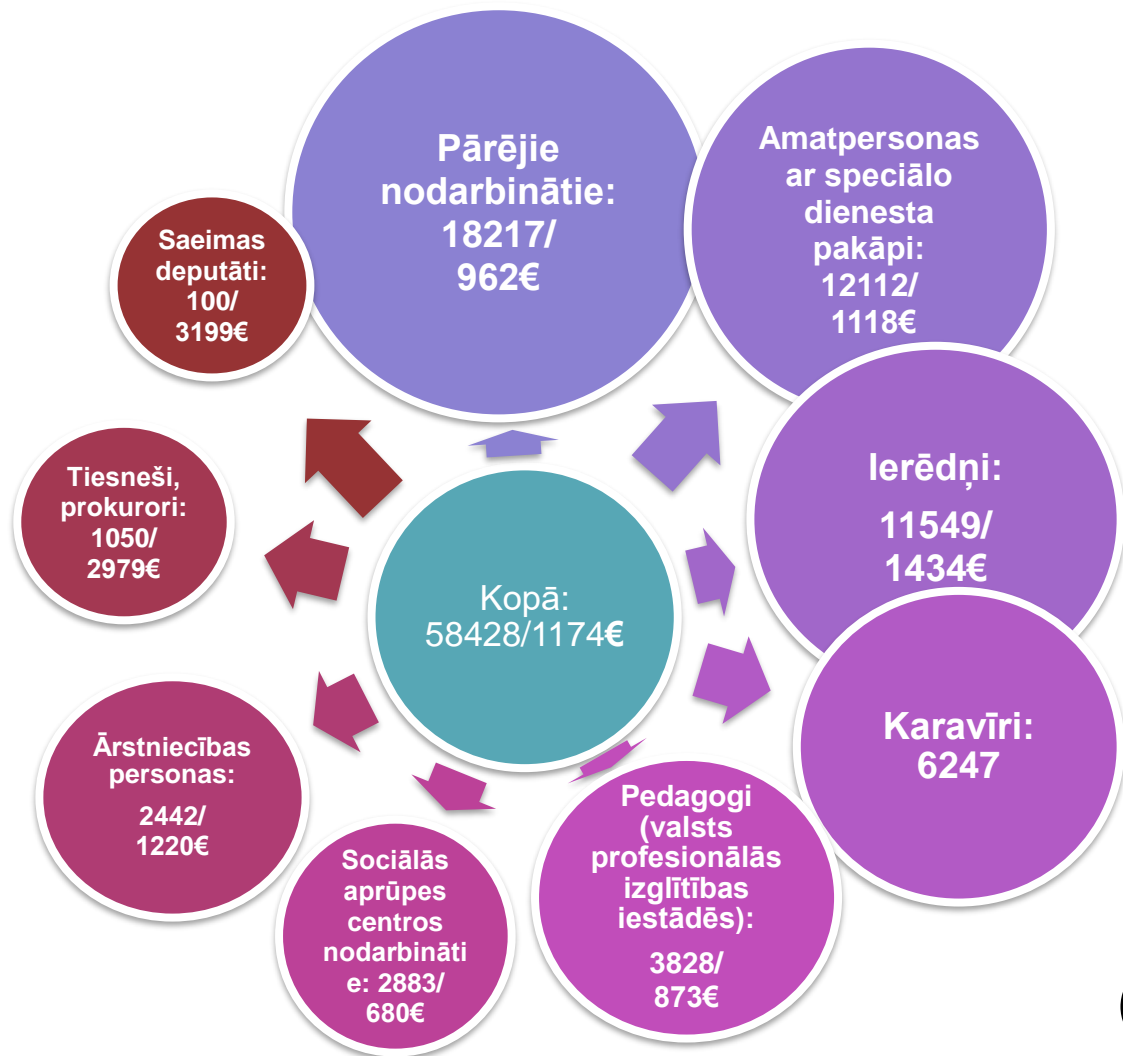 Pārējie
nodarbinātie:
18217/
962€
Amatpersonas
ar speciālo
dienesta
pakāpi:
12112/
1118€
Ierēdņi:
11549/
1434€
Karavīri:
6247
Pedagogi
(valsts
profesionālās
izglītības
iestādēs):
3828/
873€
Sociālās
aprūpes
centros
nodarbināti
e: 2883/
680€
Ārstniecības
personas:
2442/
1220€
Tiesneši,
prokurori:
1050/
2979€
Saeimas
deputāti:
100/
3199€
Kopā:
58428/1174€